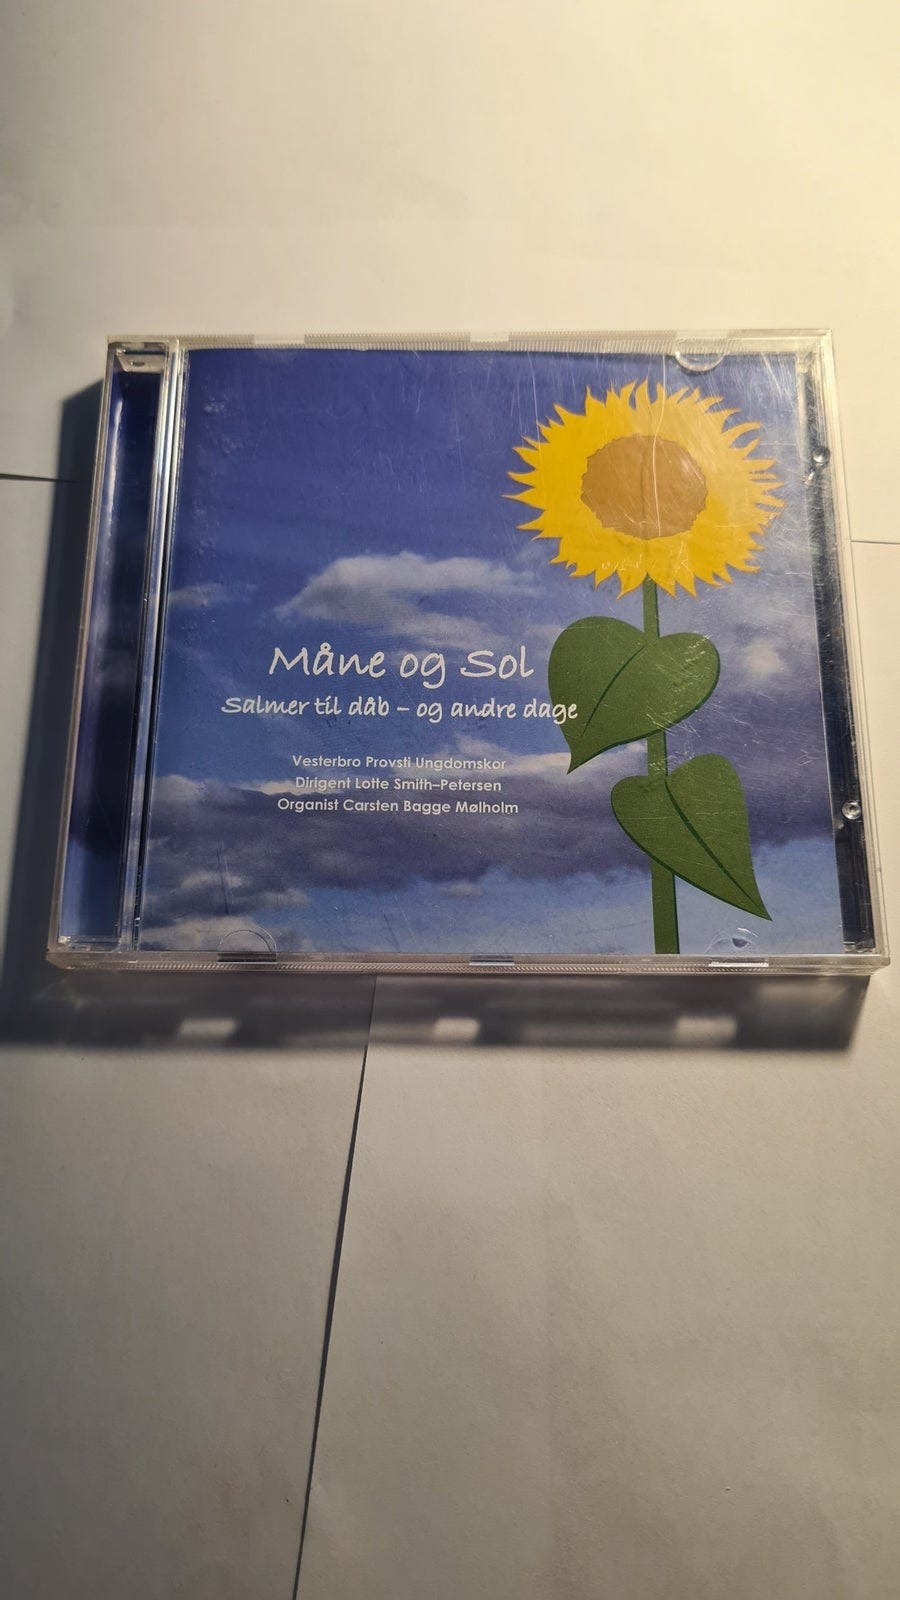 Måne og Sol
Salmer til dåb – og andre dage
Vesterbro Provsti Ungdomskor
Dirigent Lotte Smith–Petersen
Organist Carsten Bagge Mølholm